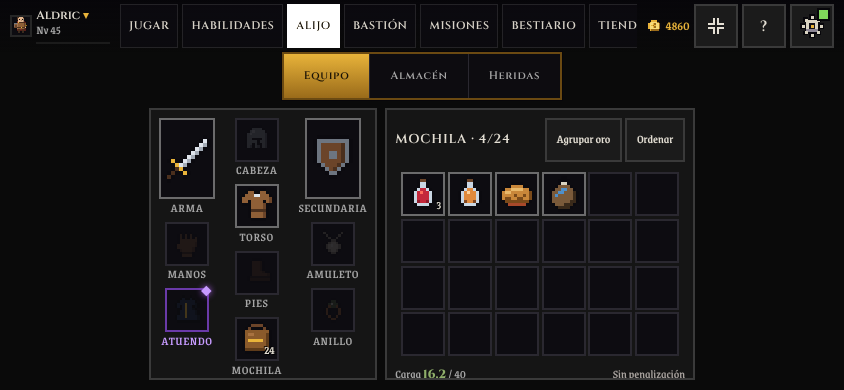 ALDRIC
Nv 45
JUGAR
HABILIDADES
ALIJO
BASTIÓN
MISIONES
BESTIARIO
TIEND
4860
?
EQUIPO
ALMACÉN
HERIDAS
ARMA
CABEZA
SECUNDARIA
TORSO
MANOS
AMULETO
PIES
ATUENDO
ANILLO
24
MOCHILA
MOCHILA · 4/24
Agrupar oro
Ordenar
3
Carga 16.2 / 40
Sin penalización